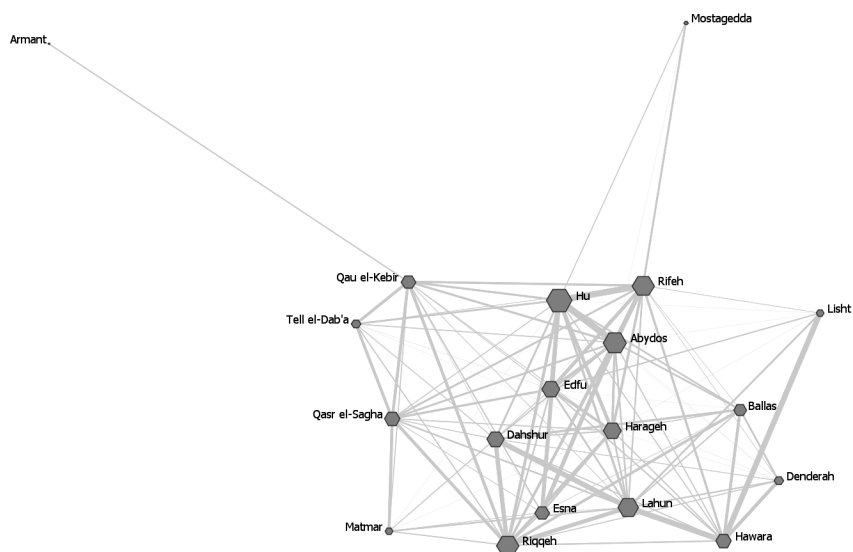 Mostagedda
Armant
Qau el-Kebir
Rifeh
Hu
Lisht
Tell el-Dab'a
Abydos
Edfu
Ballas
Qasr el-Sagha
Harageh
Dahshur
Denderah
Lahun
Esna
Matmar
Hawara
Riqqeh